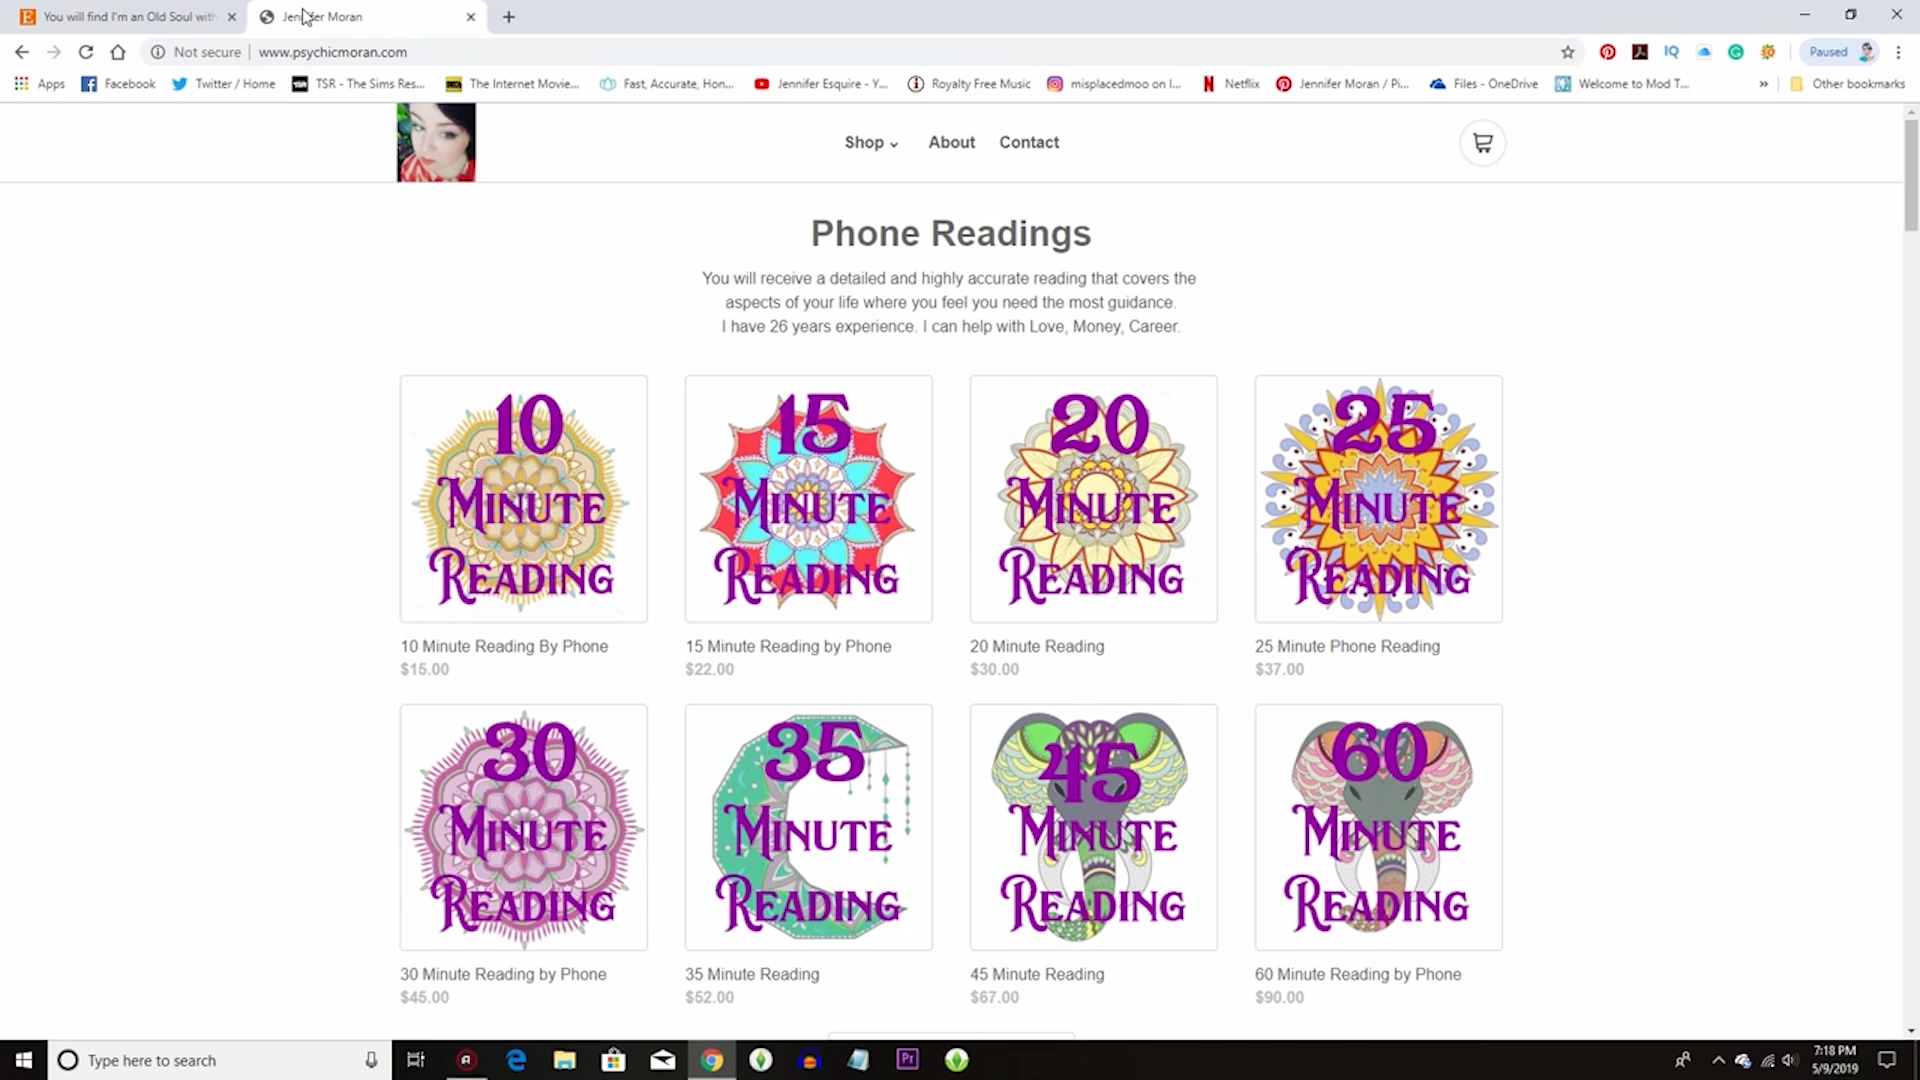 You will find I'm an Old Soul with
Jennifer Moran
Not secure
www.psychicmoran.com
Paused
Apps
Facebook
Twitter / Home
TSR - The Sims Res...
The Internet Movie...
Fast, Accurate, Hon...
Jennifer Esquire - Y...
Royalty Free Music
misplacedmoo on I...
Netflix
Jennifer Moran / Pi...
Files - OneDrive
Welcome to Mod T...
Other bookmarks
Shop
About
Contact
Phone Readings
You will receive a detailed and highly accurate reading that covers the
aspects of your life where you feel you need the most guidance.
I have 26 years experience. I can help with Love, Money, Career.
10
Minute
Reading
15
Minute
Reading
20
Minute
Reading
25
Minute
Reading
10 Minute Reading By Phone
$15.00
15 Minute Reading by Phone
$22.00
20 Minute Reading
$30.00
25 Minute Phone Reading
$37.00
30
Minute
Reading
35
Minute
Reading
45
Minute
Reading
60
Minute
Reading
30 Minute Reading by Phone
$45.00
35 Minute Reading
$52.00
45 Minute Reading
$67.00
60 Minute Reading by Phone
$90.00
Type here to search
Pr
7:18 PM
5/9/2019